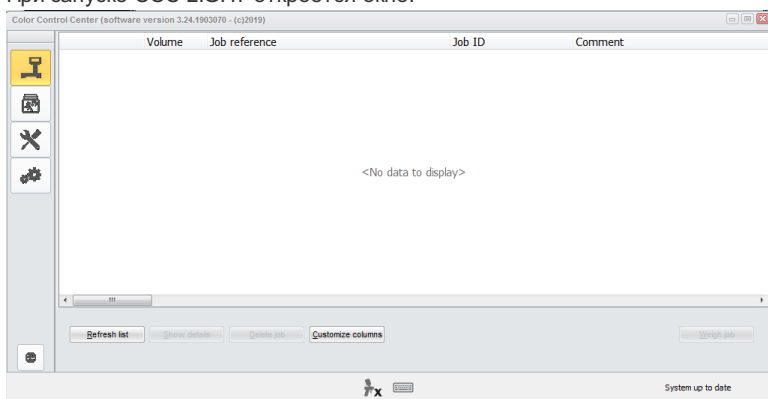 При запуске CCC LIGHT откроется окно:
Color Control Center (software version 3.24.1903070 - (c)2019)
Volume Job reference Job ID Comment
<No data to display>
Refresh list Show details Delete job Customize columns Weigh job
x
System up to date